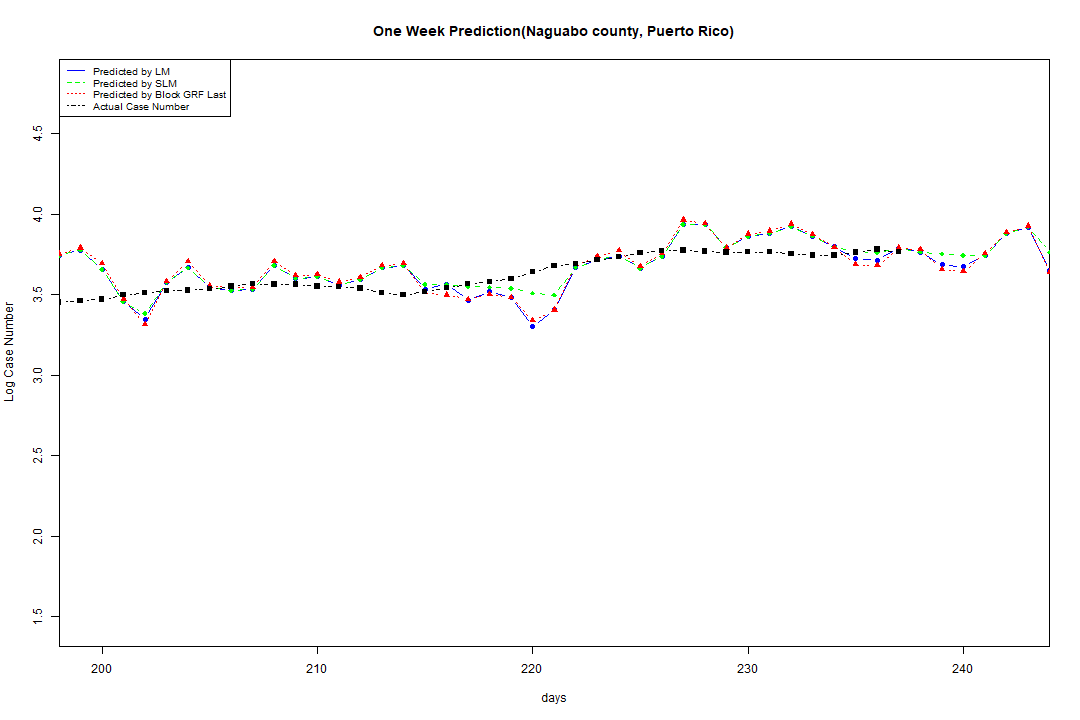 One Week Prediction(Naguabo county, Puerto Rico)
Predicted by LM
Predicted by SLM
Predicted by Block GRF Last
Actual Case Number
4.5
4.0
3.5
3.0
2.5
2.0
1.5
Log Case Number
200 210 220 230 240
days